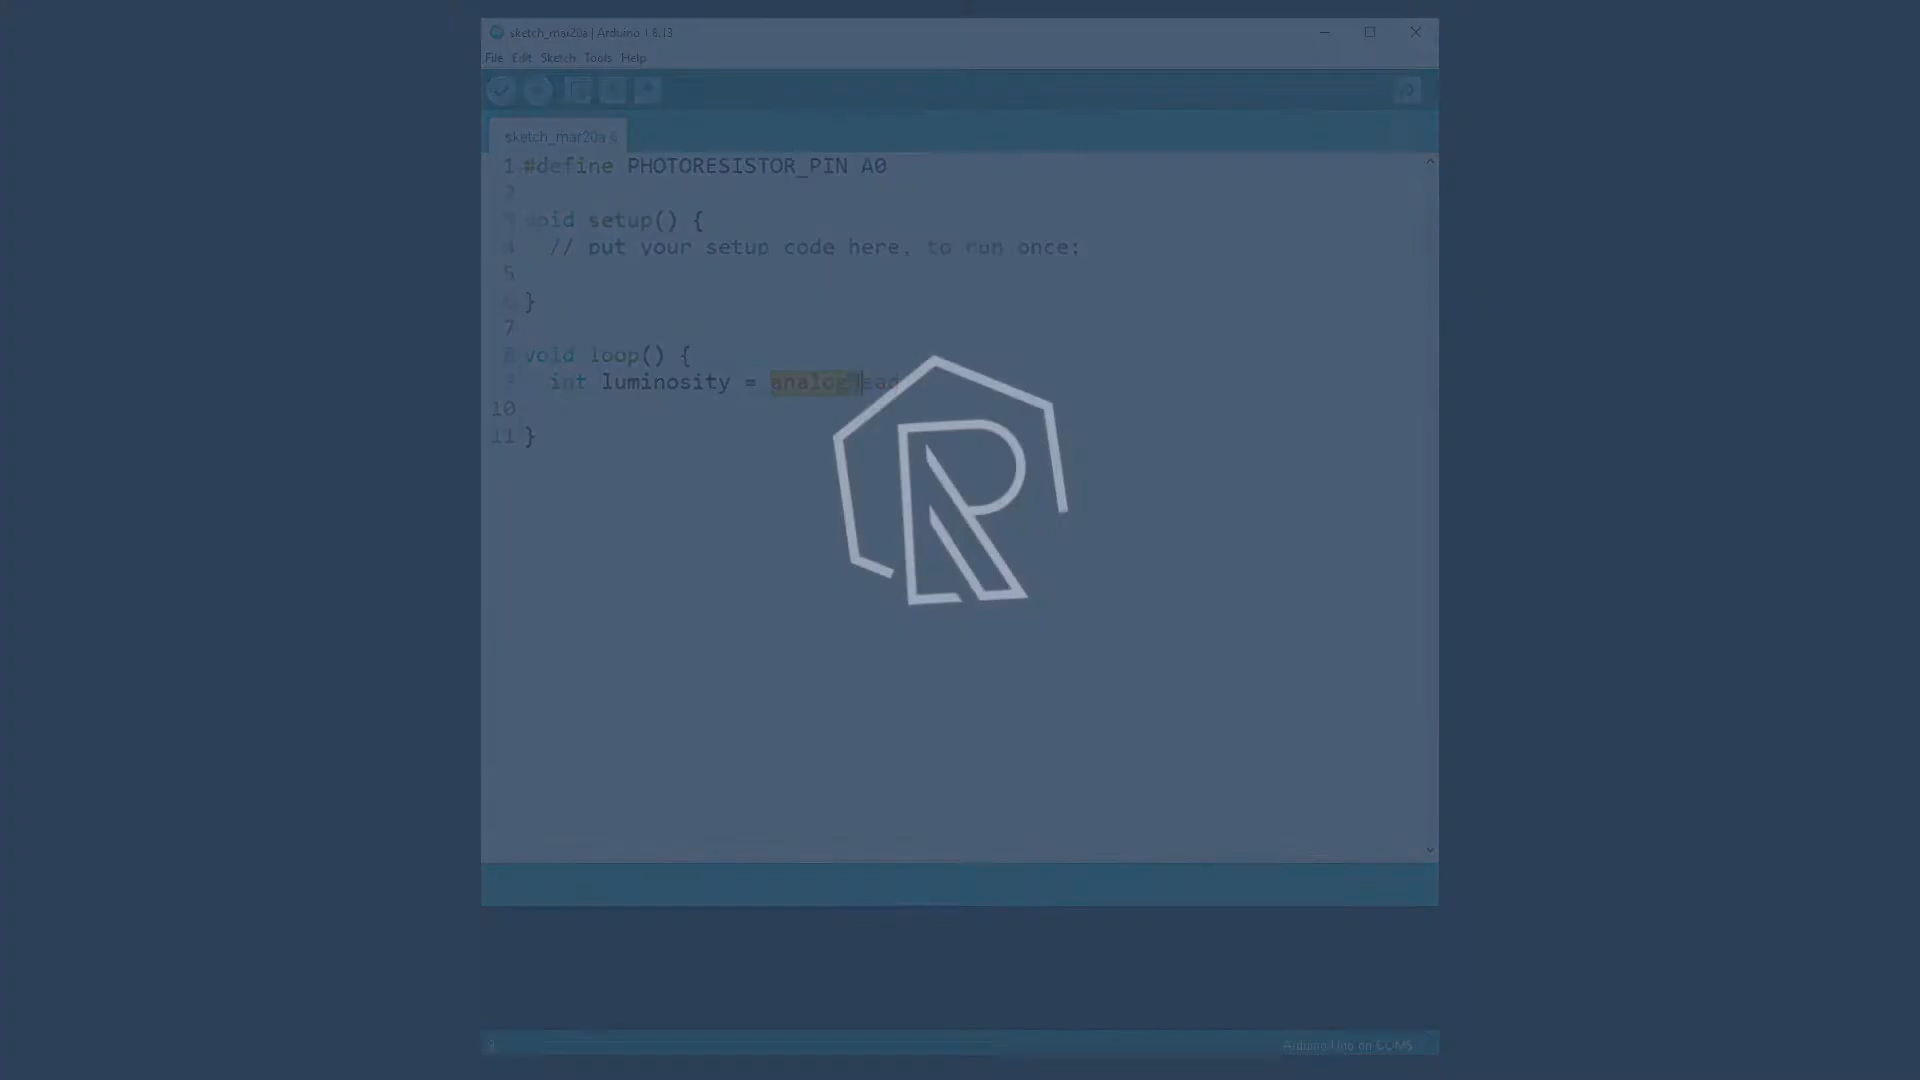 sketch_mar20a | Arduino 1.8.13
File Edit Sketch Tools Help
sketch_mar20a §
1 #define PHOTORESISTOR_PIN A0
2
3 void setup() {
4 // put your setup code here, to run once:
5
6 }
7
8 void loop() {
9 int luminosity = analogRead
10
11 }
R
9
Arduino Uno on COM5